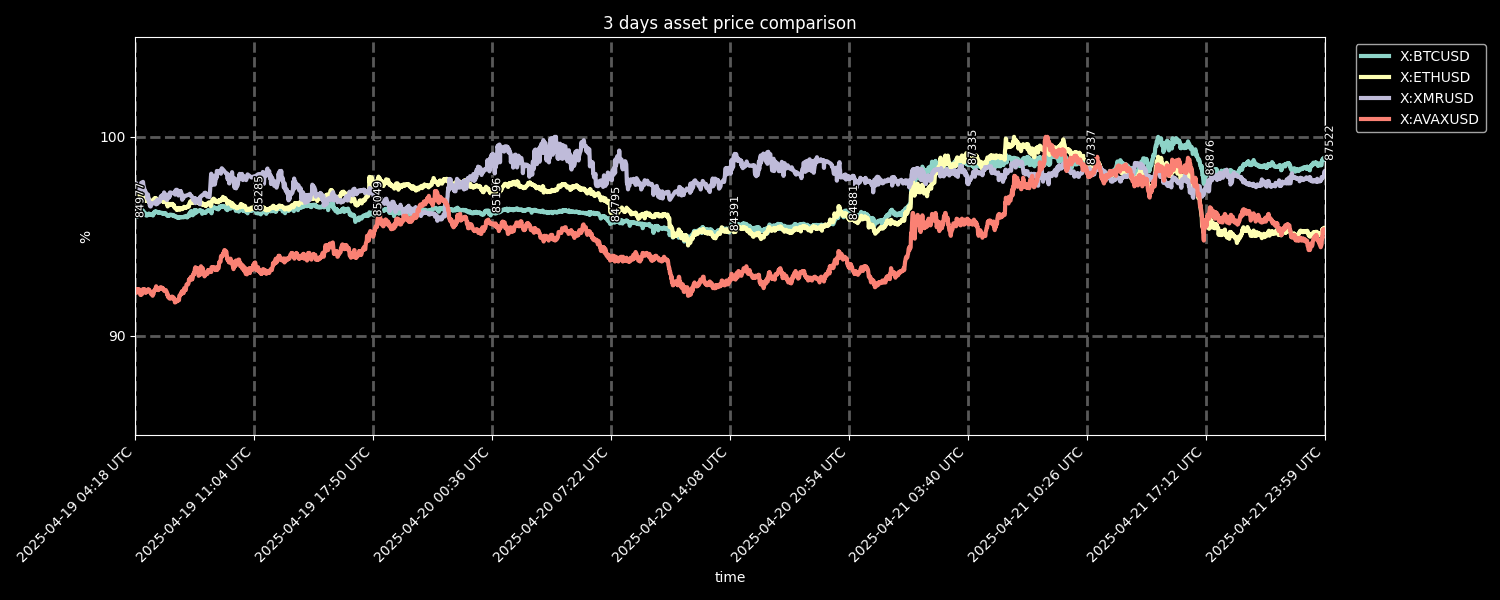 3 days asset price comparison
X:BTCUSD
X:ETHUSD
X:XMRUSD
X:AVAXUSD
100
90
%
85285
85049
85196
84795
84391
84881
87335
87337
86876
87522
2025-04-19 04:18 UTC
2025-04-19 11:04 UTC
2025-04-19 17:50 UTC
2025-04-20 00:36 UTC
2025-04-20 07:22 UTC
2025-04-20 14:08 UTC
2025-04-20 20:54 UTC
2025-04-21 03:40 UTC
2025-04-21 10:26 UTC
2025-04-21 17:12 UTC
2025-04-21 23:59 UTC
time